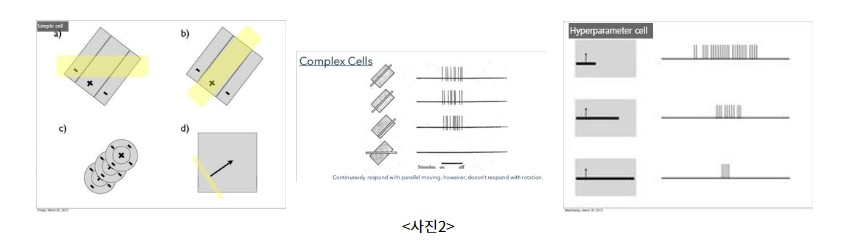 Simple cell
a)
b)
c)
d)
Complex Cells
Stimulus on off
Continuously respond with parallel moving, however, doesn't respond with rotation.
Hyperparameter cell
<사진2>